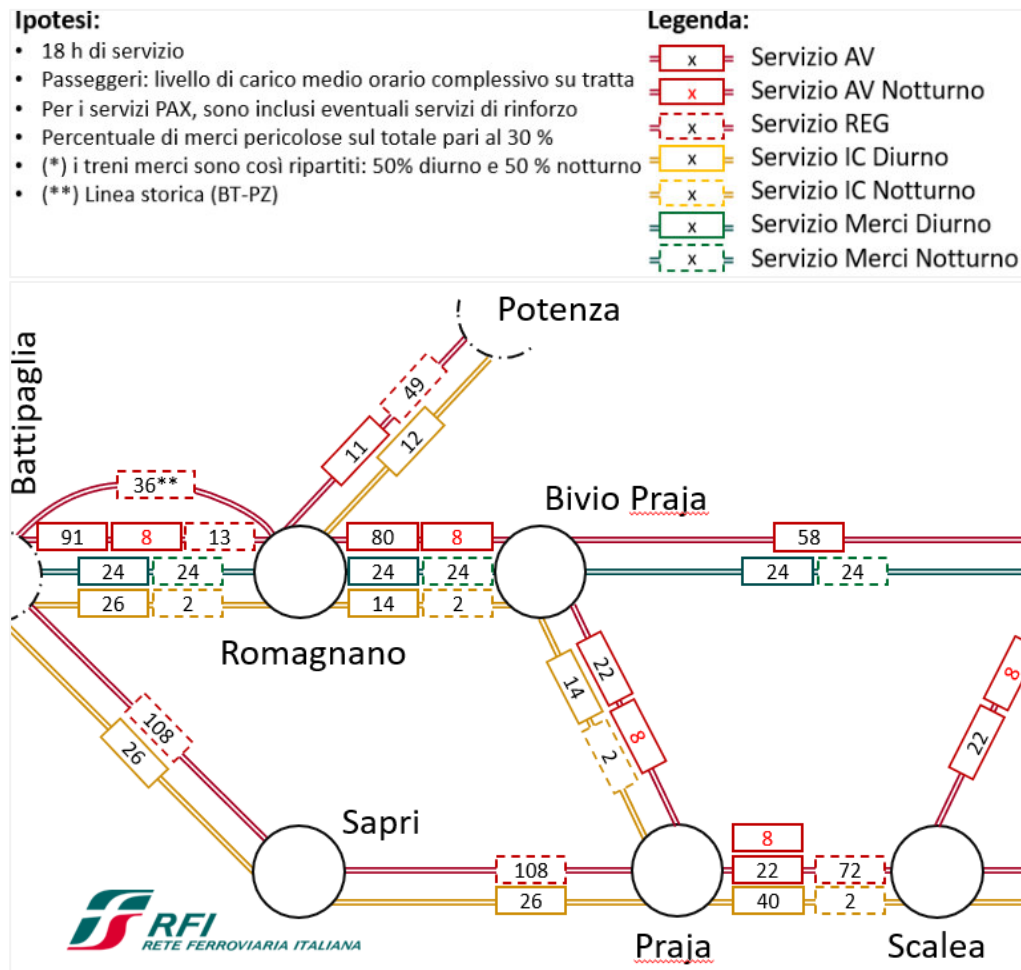 Ipotesi:
• 18 h di servizio
• Passeggeri: livello di carico medio orario complessivo su tratta
• Per i servizi PAX, sono inclusi eventuali servizi di rinforzo
• Percentuale di merci pericolose sul totale pari al 30 %
• (*) i treni merci sono così ripartiti: 50% diurno e 50 % notturno
• (**) Linea storica (BT-PZ)
Legenda:
x Servizio AV
x Servizio AV Notturno
x Servizio REG
x Servizio IC Diurno
x Servizio IC Notturno
x Servizio Merci Diurno
x Servizio Merci Notturno
Battipaglia
Potenza
49
11
12
36**
Bivio Praja
91 8 13
80 8
58
24 24
24 24
24 24
26 2
14 2
Romagnano
22
8
14
2
8
22
108
26
Sapri
8
108
22 72
26
40 2
Praja
Scalea
RFI
RETE FERROVIARIA ITALIANA